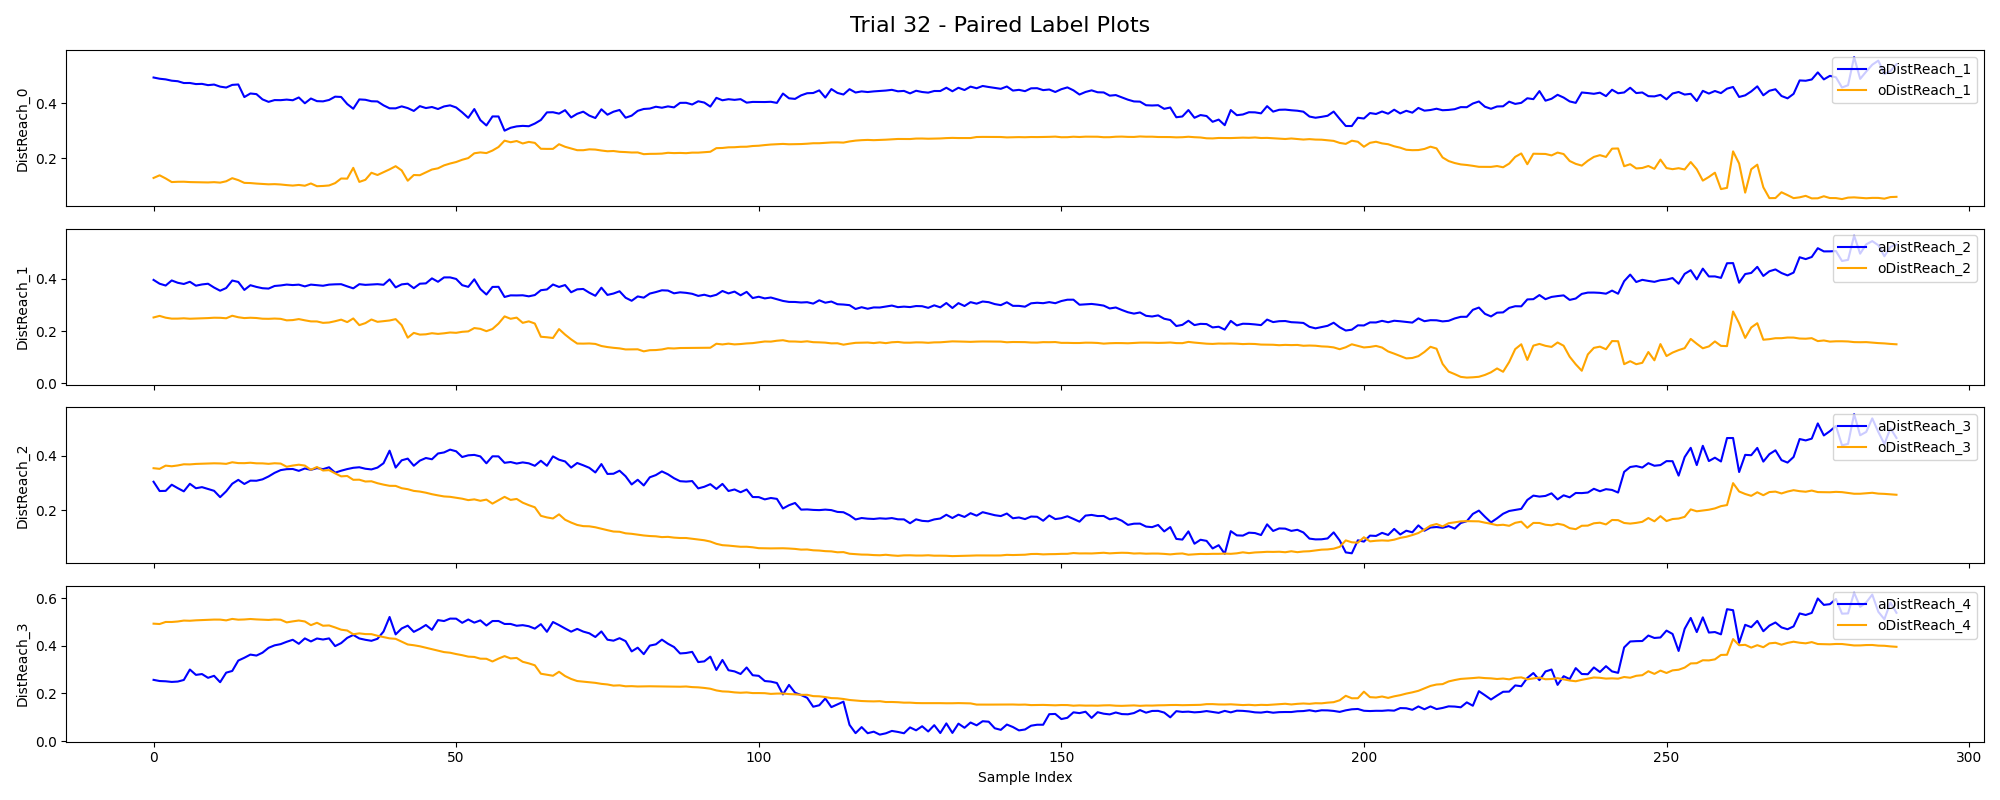 Trial 32 - Paired Label Plots
DistReach_0
0.4
0.2
aDistReach_1
oDistReach_1
DistReach_1
0.4
0.2
0.0
aDistReach_2
oDistReach_2
DistReach_2
0.4
0.2
aDistReach_3
oDistReach_3
DistReach_3
0.6
0.4
0.2
0.0
aDistReach_4
oDistReach_4
0 50 100 150 200 250 300
Sample Index